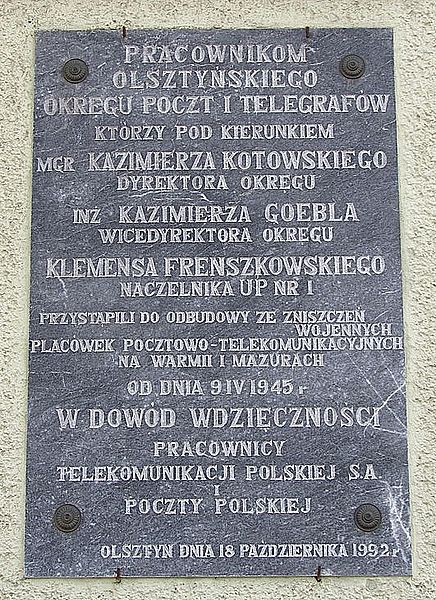 PRACOWNIKOM
OLSZTYŃSKIEGO
OKRĘGU POCZT I TELEGRAFÓW
KTÓRZY POD KIERUNKIEM
MGR KAZIMIERZA KOTOWSKIEGO
DYREKTORA OKRĘGU
INŻ KAZIMIERZA GOEBLA
WICEDYREKTORA OKRĘGU
KLEMENSA FRENSZKOWSKIEGO
NACZELNIKA UP NR 1
PRZYSTĄPILI DO ODBUDOWY ZE ZNISZCZEŃ
WOJENNYCH
PLACÓWEK POCZTOWO-TELEKOMUNIKACYJNYCH
NA WARMII I MAZURACH
OD DNIA 9 IV 1945 r
W DOWÓD WDZIĘCZNOŚCI
PRACOWNICY
TELEKOMUNIKACJI POLSKIEJ S.A.
I
POCZTY POLSKIEJ
OLSZTYN DNIA 18 PAŹDZIERNIKA 1992 r